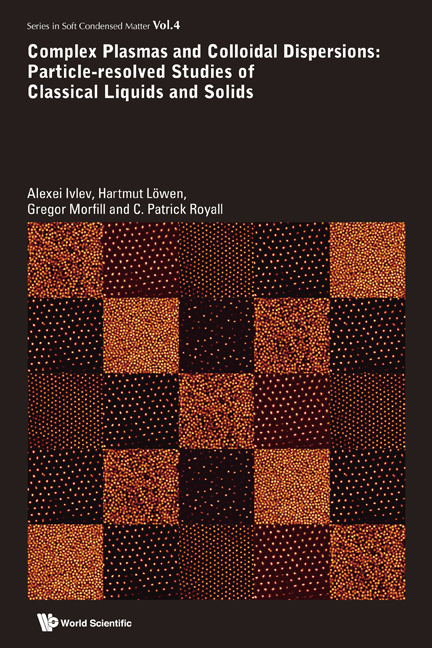 Series in Soft Condensed Matter Vol.4
Complex Plasmas and Colloidal Dispersions:
Particle-resolved Studies of
Classical Liquids and Solids
Alexei Ivlev, Hartmut Löwen,
Gregor Morfill and C. Patrick Royall
World Scientific